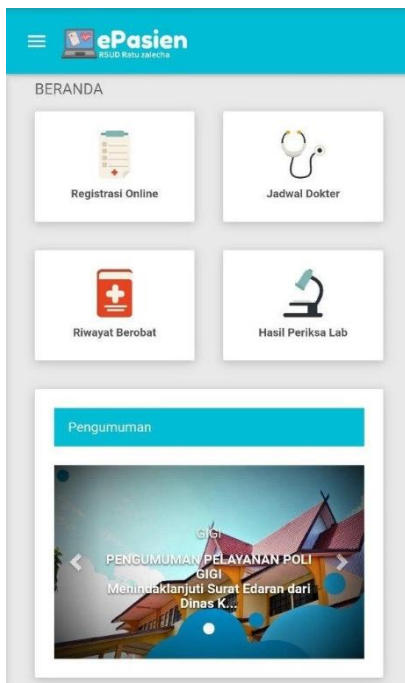 ePasien
RSUD Ratu zalecha
BERANDA
Registrasi Online
Jadwal Dokter
Riwayat Berobat
Hasil Periksa Lab
Pengumuman
GIGI
PENGUMUMAN PELAYANAN POLI
GIGI
Menindaklanjuti Surat Edaran dari
Dinas K...